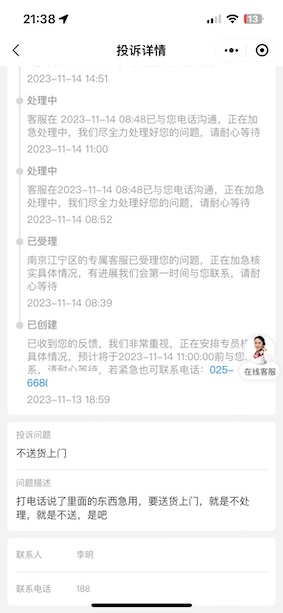 21:38
13
投诉详情
2023-11-14 14:51
处理中
客服在 2023-11-14 08:48已与您电话沟通，正在加
急处理中，我们尽全力处理好您的问题，请耐心等待
2023-11-14 11:00
处理中
客服在2023-11-14 08:48已与您电话沟通，正在加急
处理中，我们尽全力处理好您的问题，请耐心等待
2023-11-14 08:52
已受理
南京江宁区的专属客服已受理您的问题，正在加急核
实具体情况，有进展我们会第一时间与您联系，请耐
心等待
2023-11-14 08:39
已创建
已收到您的反馈，我们非常重视，正在安排专员
具体情况，预计将于2023-11-14 11:00:00前与您
系，请耐心等待，若紧急也可联系电话：025-
668
2023-11-13 18:59
在线客服
投诉问题
不送货上门
问题描述
打电话说了里面的东西急用，要送货上门，就是不处
理，就是不送，是吧
联系人 李明
联系电话 188